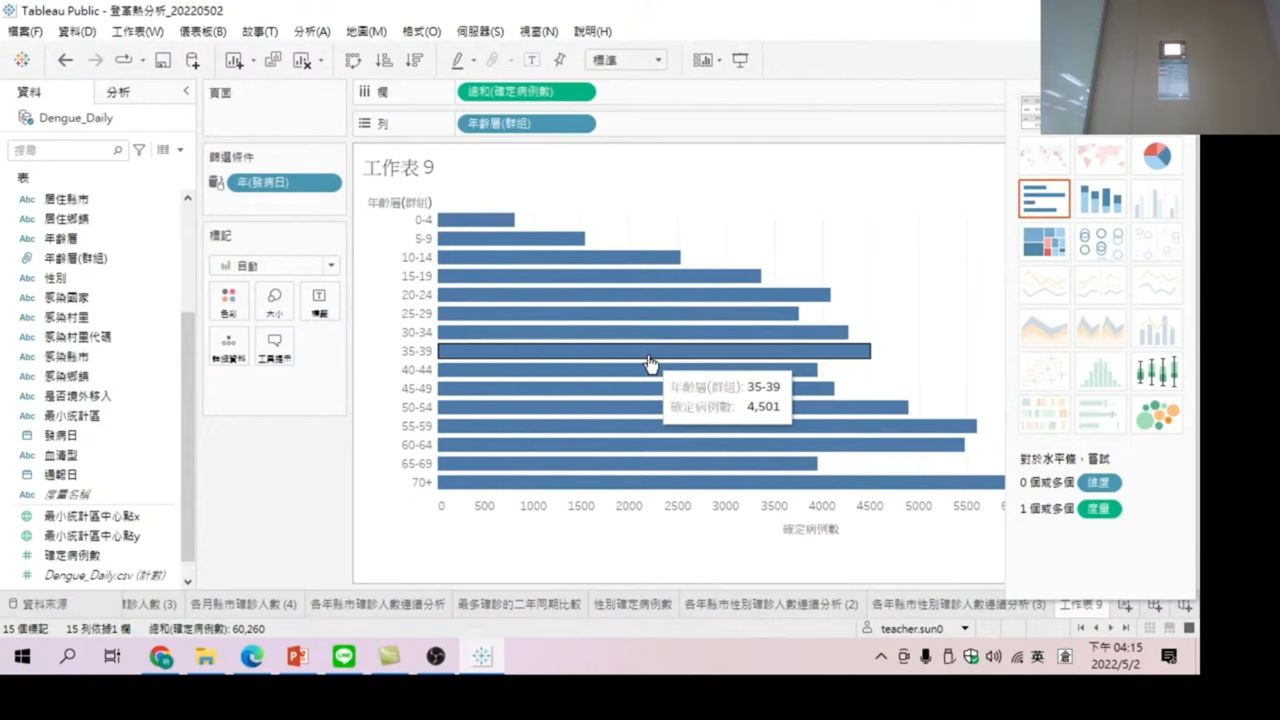 Tableau Public - 登革熱分析_20220502
檔案(F) 資料(D) 工作表(W) 儀表板(B) 故事(T) 分析(A) 地圖(M) 格式(O) 伺服器(S) 視窗(N) 說明(H)
標準
資料 分析
Dengue_Daily
搜尋
表
Abc 居住縣市
Abc 居住鄉鎮
Abc 年齡層
年齡層(群組)
Abc 性別
Abc 感染國家
Abc 感染村里
Abc 感染村里代碼
Abc 感染縣市
Abc 感染鄉鎮
Abc 是否境外移入
Abc 最小統計區
發病日
Abc 血清型
通報日
Abc 度量名稱
最小統計區中心點x
最小統計區中心點y
# 確定病例數
# Dengue_Daily.csv (計數)
頁面
篩選條件
年(發病日)
標記
自動
色彩 大小 標籤
詳細資料 工具提示
欄 總和(確定病例數)
列 年齡層(群組)
工作表 9
年齡層(群組)
0-4
5-9
10-14
15-19
20-24
25-29
30-34
35-39
40-44
45-49
50-54
55-59
60-64
65-69
70+
年齡層(群組): 35-39
確定病例數: 4,501
0 500 1000 1500 2000 2500 3000 3500 4000 4500 5000 5500
確定病例數
對於水平條，嘗試
0 個或多個 維度
1 個或多個 度量
資料來源 診人數 (3) 各月縣市確診人數 (4) 各年縣市確診人數連續分析 最多確診的二年同期比較 性別確定病例數 各年縣市性別確診人數連續分析 (2) 各年縣市性別確診人數連續分析 (3) 工作表 9
15 個標記 15 列依據1 欄 總和(確定病例數): 60,260 teacher.sun0
英 下午 04:15
2022/5/2